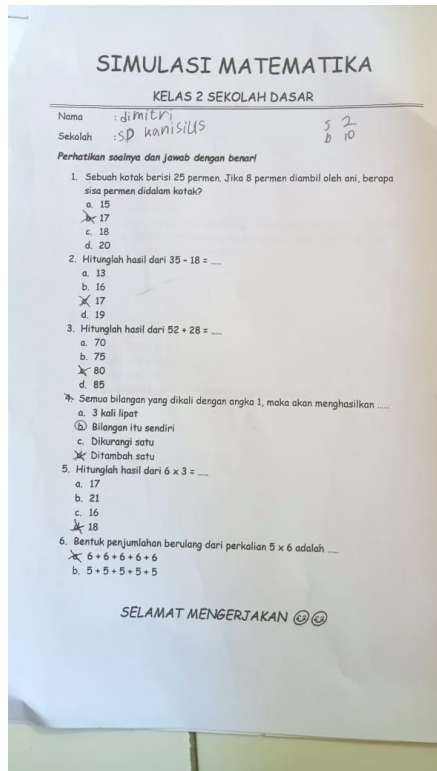 SIMULASI MATEMATIKA
KELAS 2 SEKOLAH DASAR
Nama : dimitri
Sekolah : SD Kanisius
S 2
b 10
Perhatikan soalnya dan jawab dengan benar!
1. Sebuah kotak berisi 25 permen. Jika 8 permen diambil oleh ani, berapa
sisa permen didalam kotak?
a. 15
b. 17
c. 18
d. 20
2. Hitunglah hasil dari 35 - 18 = .....
a. 13
b. 16
c. 17
d. 19
3. Hitunglah hasil dari 52 + 28 = .....
a. 70
b. 75
c. 80
d. 85
4. Semua bilangan yang dikali dengan angka 1, maka akan menghasilkan ......
a. 3 kali lipat
b. Bilangan itu sendiri
c. Dikurangi satu
d. Ditambah satu
5. Hitunglah hasil dari 6 x 3 = .....
a. 17
b. 21
c. 16
d. 18
6. Bentuk penjumlahan berulang dari perkalian 5 x 6 adalah ....
a. 6 + 6 + 6 + 6 + 6
b. 5 + 5 + 5 + 5 + 5
SELAMAT MENGERJAKAN